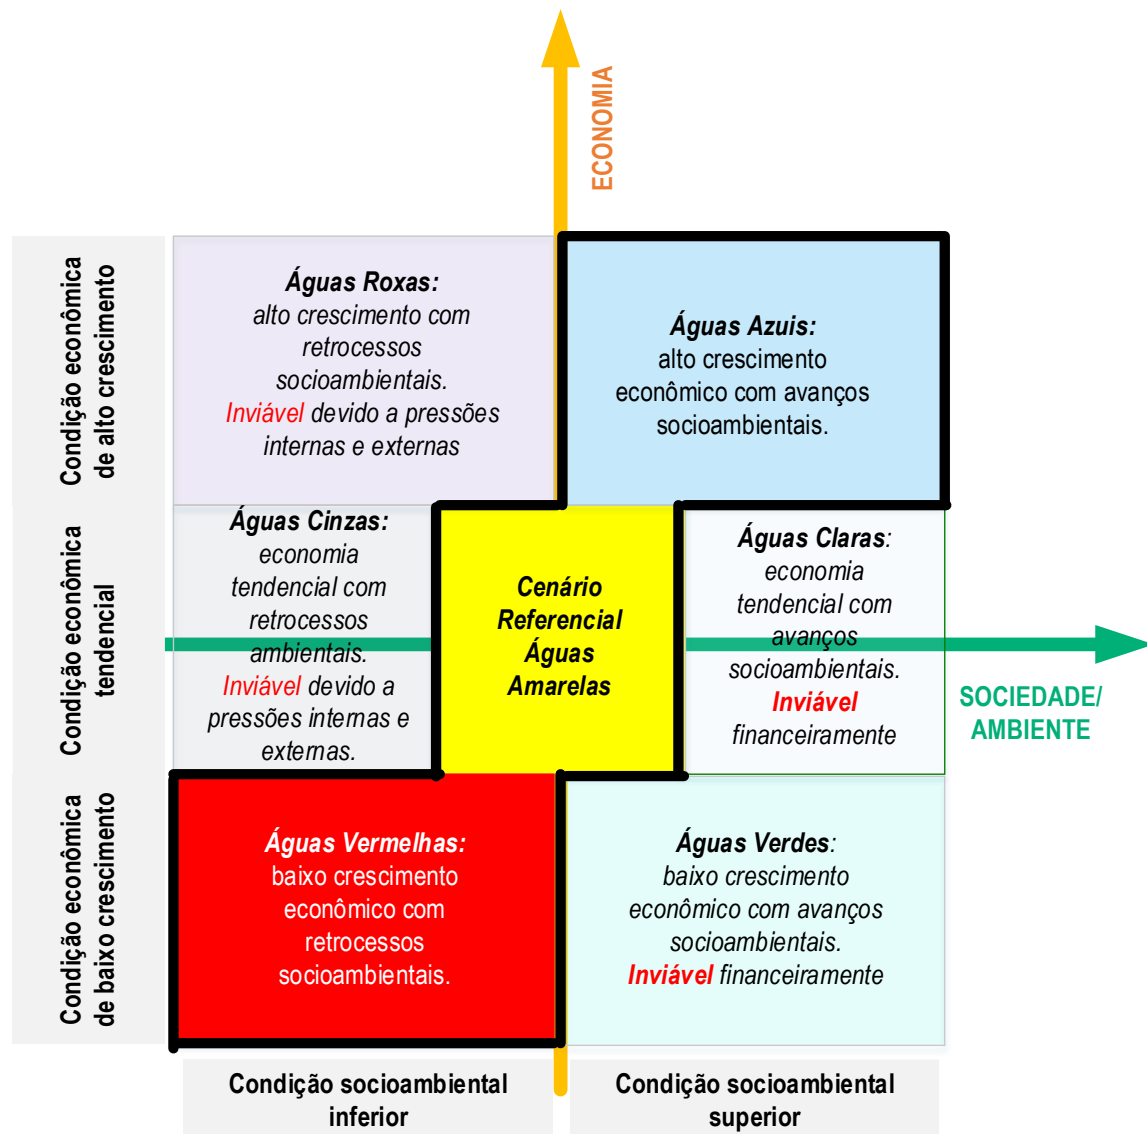 ECONOMIA
Condição econômica
de alto crescimento
Águas Roxas:
alto crescimento com
retrocessos
socioambientais.
Inviável devido a pressões
internas e externas
Águas Azuis:
alto crescimento
econômico com avanços
socioambientais.
Condição econômica
tendencial
Águas Cinzas:
economia
tendencial com
retrocessos
ambientais.
Inviável devido a
pressões internas e
externas.
Cenário
Referencial
Águas
Amarelas
Águas Claras:
economia
tendencial com
avanços
socioambientais.
Inviável
financeiramente
SOCIEDADE/
AMBIENTE
Condição econômica
de baixo crescimento
Águas Vermelhas:
baixo crescimento
econômico com
retrocessos
socioambientais.
Águas Verdes:
baixo crescimento
econômico com avanços
socioambientais.
Inviável financeiramente
Condição socioambiental
inferior
Condição socioambiental
superior